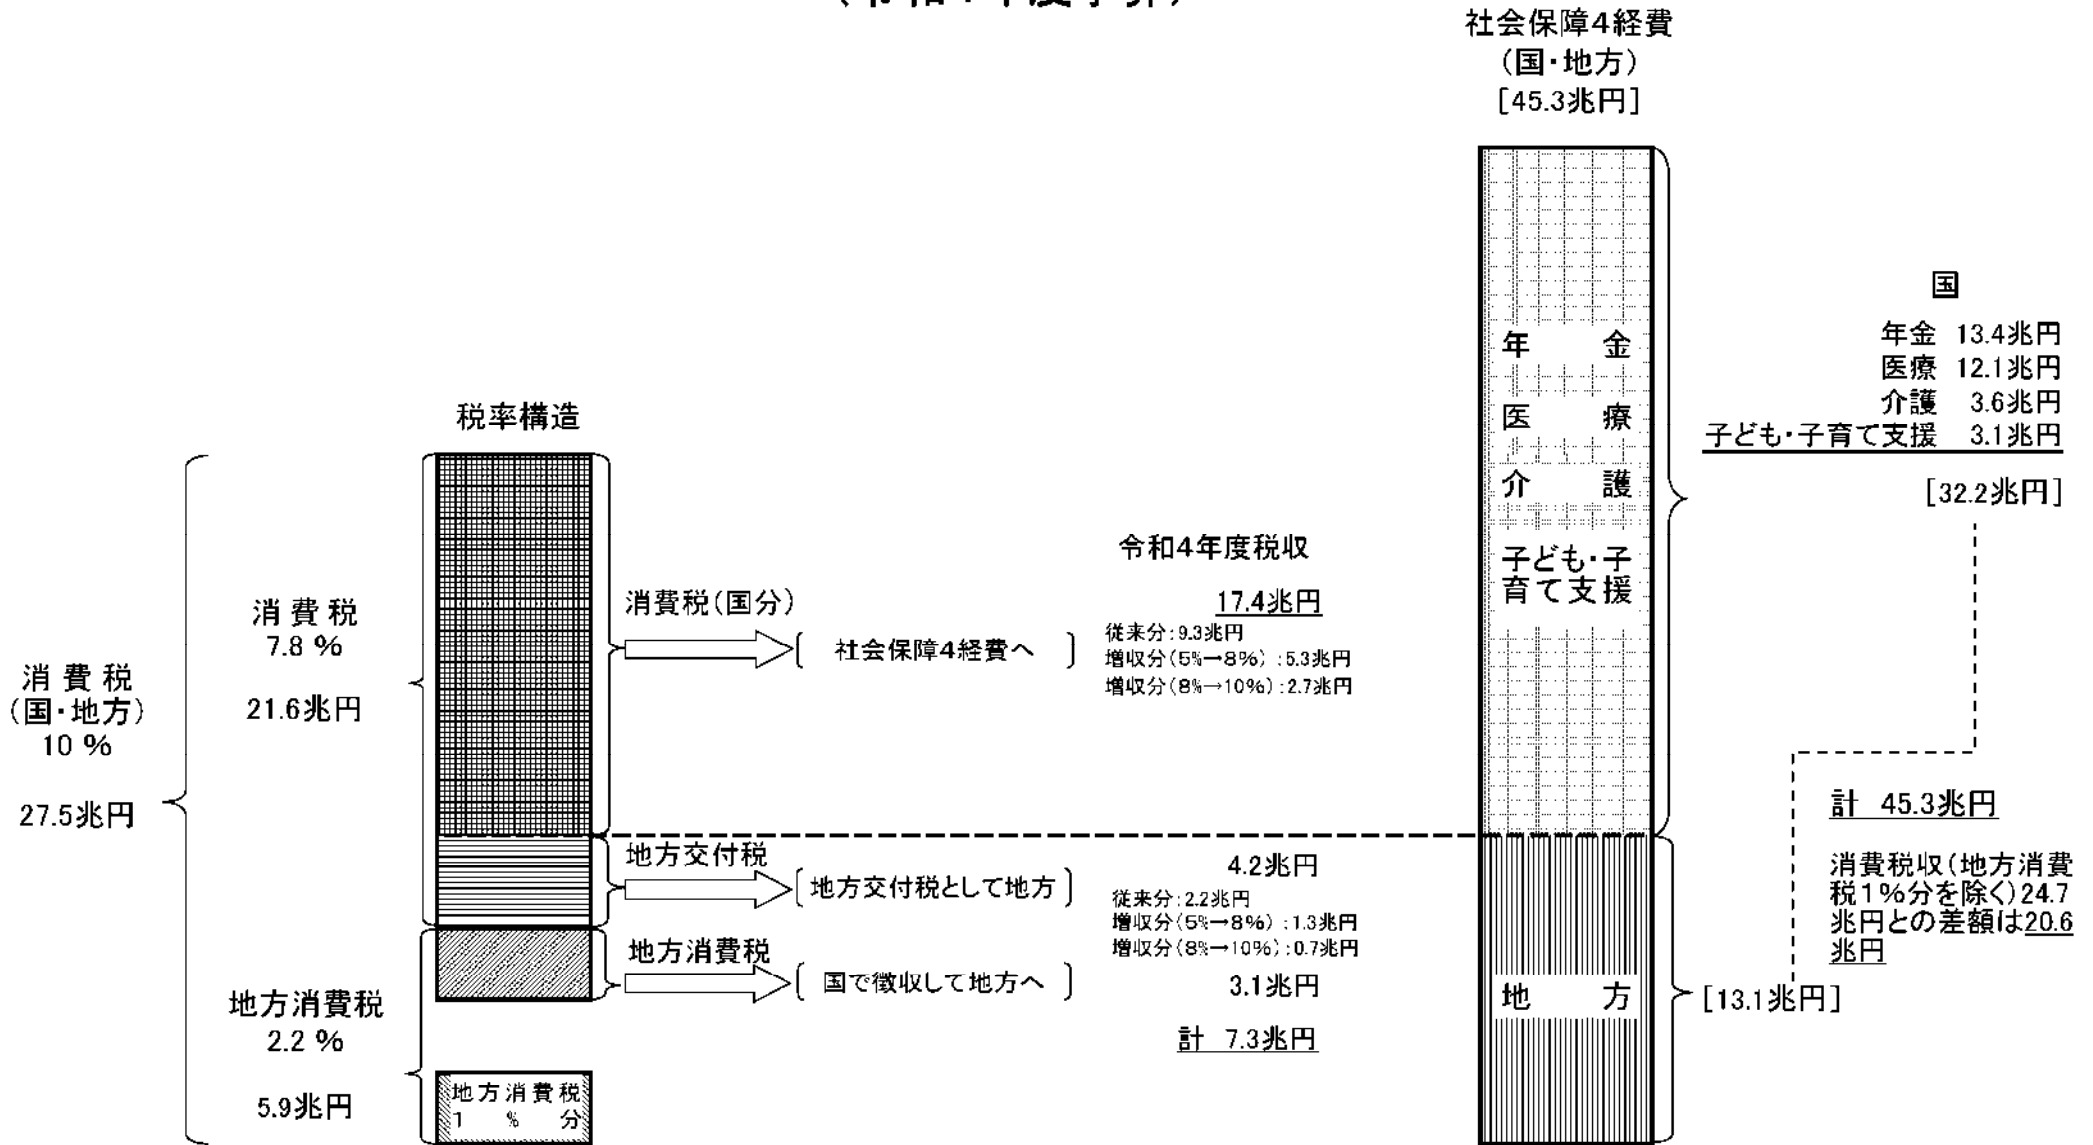 社会保障4経費
(国・地方)
[45.3兆円]
国
年金 13.4兆円
医療 12.1兆円
介護 3.6兆円
子ども・子育て支援 3.1兆円
[32.2兆円]
年 金
医 療
介 護
子ども・子
育て支援
地 方
[13.1兆円]
計 45.3兆円
消費税収(地方消費
税1%分を除く)24.7
兆円との差額は20.6
兆円
税率構造
消費税
(国・地方)
10 %
27.5兆円
消費税
7.8 %
21.6兆円
地方消費税
2.2 %
5.9兆円
地方消費税
1 % 分
令和4年度税収
消費税(国分)
社会保障4経費へ
17.4兆円
従来分:9.3兆円
増収分(5%→8%):5.3兆円
増収分(8%→10%):2.7兆円
地方交付税
地方交付税として地方
4.2兆円
従来分:2.2兆円
増収分(5%→8%):1.3兆円
増収分(8%→10%):0.7兆円
地方消費税
国で徴収して地方へ
3.1兆円
計 7.3兆円